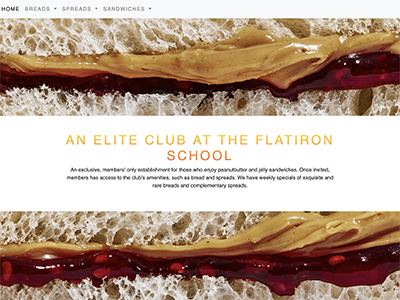 HOME BREADS SPREADS SANDWICHES
AN ELITE CLUB AT THE FLATIRON
SCHOOL
An exclusive, members' only establishment for those who enjoy peanutbutter and jelly sandwiches. Once invited,
members has access to the club's amenities, such as bread and spreads. We have weekly specials of exquisite and
rare breads and complementary spreads.